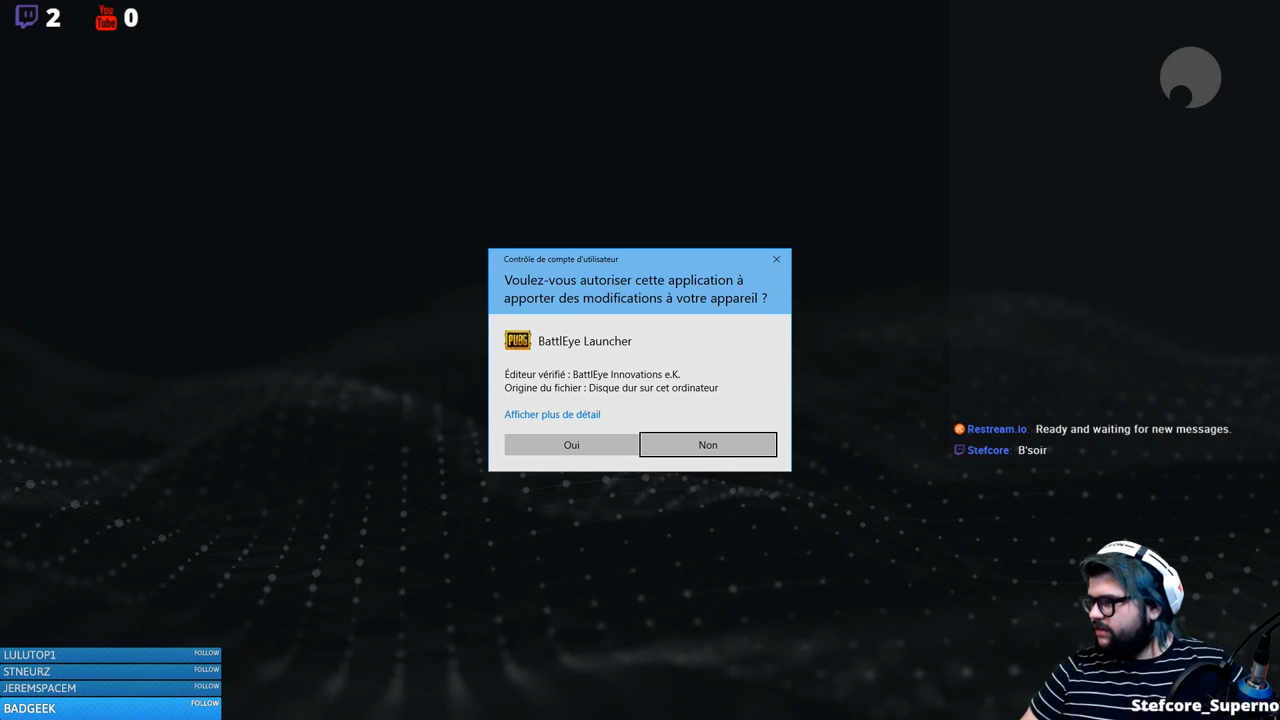 2
You
Tube
0
Contrôle de compte d'utilisateur
Voulez-vous autoriser cette application à
apporter des modifications à votre appareil ?
PUBG
BattlEye Launcher
Éditeur vérifié : BattlEye Innovations e.K.
Origine du fichier : Disque dur sur cet ordinateur
Afficher plus de détail
Oui
Non
Restream.io: Ready and waiting for new messages.
Stefcore: B'soir
LULUTOP1 FOLLOW
STNEURZ FOLLOW
JEREMSPACEM FOLLOW
BADGEEK FOLLOW
Stefcore_Superno